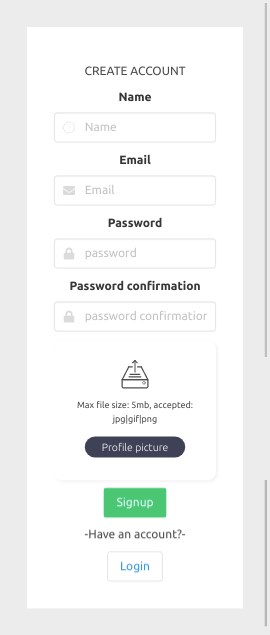 CREATE ACCOUNT
Name
Name
Email
Email
Password
password
Password confirmation
password confirmation
Max file size: 5mb, accepted:
jpg|gif|png
Profile picture
Signup
-Have an account?-
Login